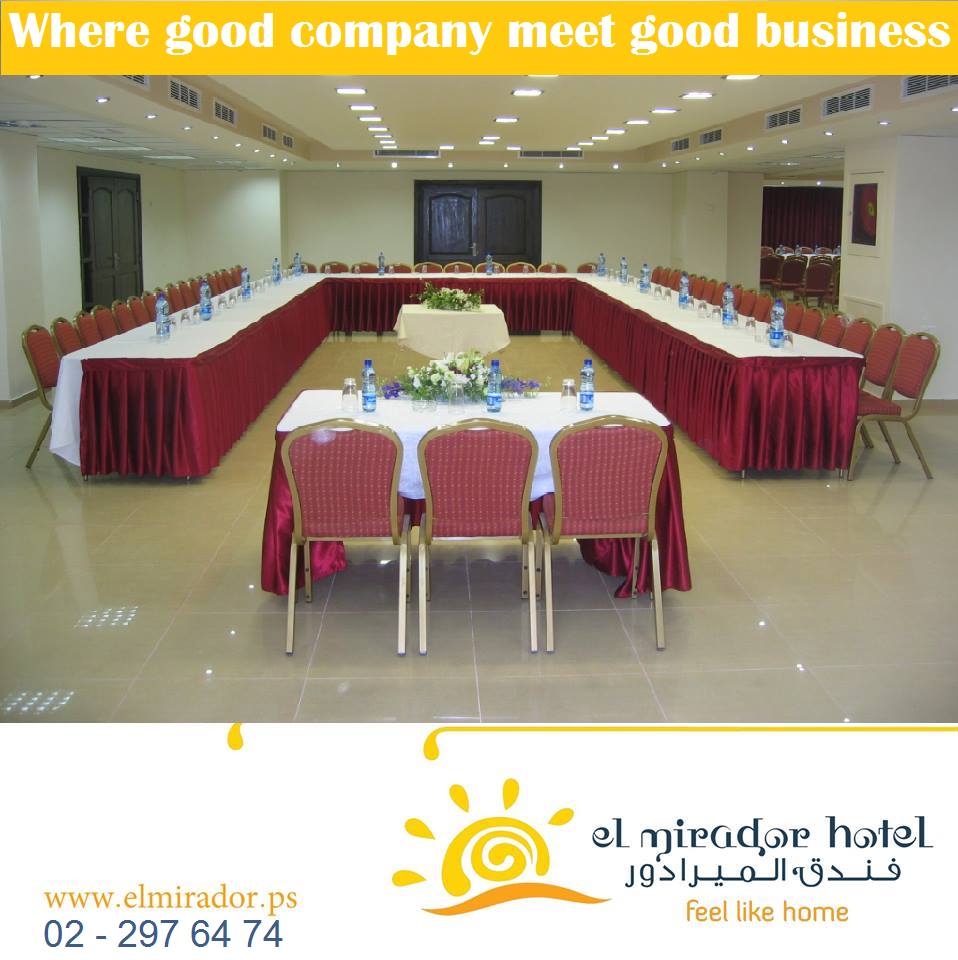 Where good company meet good business
el mirador hotel
فندق الميرادور
feel like home
www.elmirador.ps
02 - 297 64 74